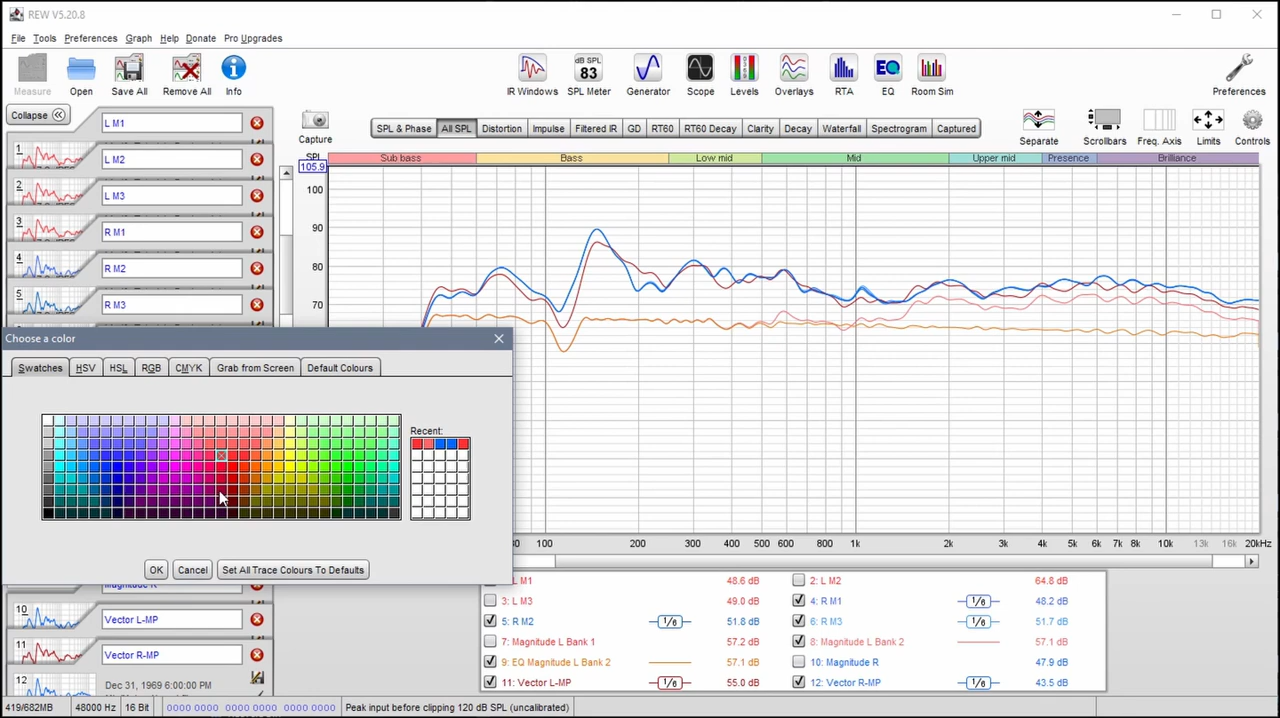 REW V5.20.8
File Tools Preferences Graph Help Donate Pro Upgrades
dB SPL
83
EQ
Measure Open Save All Remove All Info IR Windows SPL Meter Generator Scope Levels Overlays RTA EQ Room Sim Preferences
Collapse
L M1
1
L M2
2
L M3
3
R M1
4
R M2
5
R M3
Capture
SPL & Phase All SPL Distortion Impulse Filtered IR GD RT60 RT60 Decay Clarity Decay Waterfall Spectrogram Captured
Separate Scrollbars Freq. Axis Limits Controls
SPL
Sub bass Bass Low mid Mid Upper mid Presence Brilliance
105.9
100
90
80
70
Choose a color
Swatches HSV HSL RGB CMYK Grab from Screen Default Colours
Recent:
OK Cancel Set All Trace Colours To Defaults
100 200 300 400 500 600 800 1k 2k 3k 4k 5k 6k 7k 8k 10k 13k 16k 20kHz
Magnitude R
10
Vector L-MP
11
Vector R-MP
12
Dec 31, 1969 6:00:00 PM
L M1 48.6 dB 2: L M2 64.8 dB
3: L M3 49.0 dB 4: R M1 1/6 48.2 dB
5: R M2 1/6 51.8 dB 6: R M3 1/6 51.7 dB
7: Magnitude L Bank 1 57.2 dB 8: Magnitude L Bank 2 57.1 dB
9: EQ Magnitude L Bank 2 57.1 dB 10: Magnitude R 47.9 dB
11: Vector L-MP 1/6 55.0 dB 12: Vector R-MP 1/6 43.5 dB
419/682MB 48000 Hz 16 Bit 0000 0000 0000 0000 0000 0000 Peak input before clipping 120 dB SPL (uncalibrated)